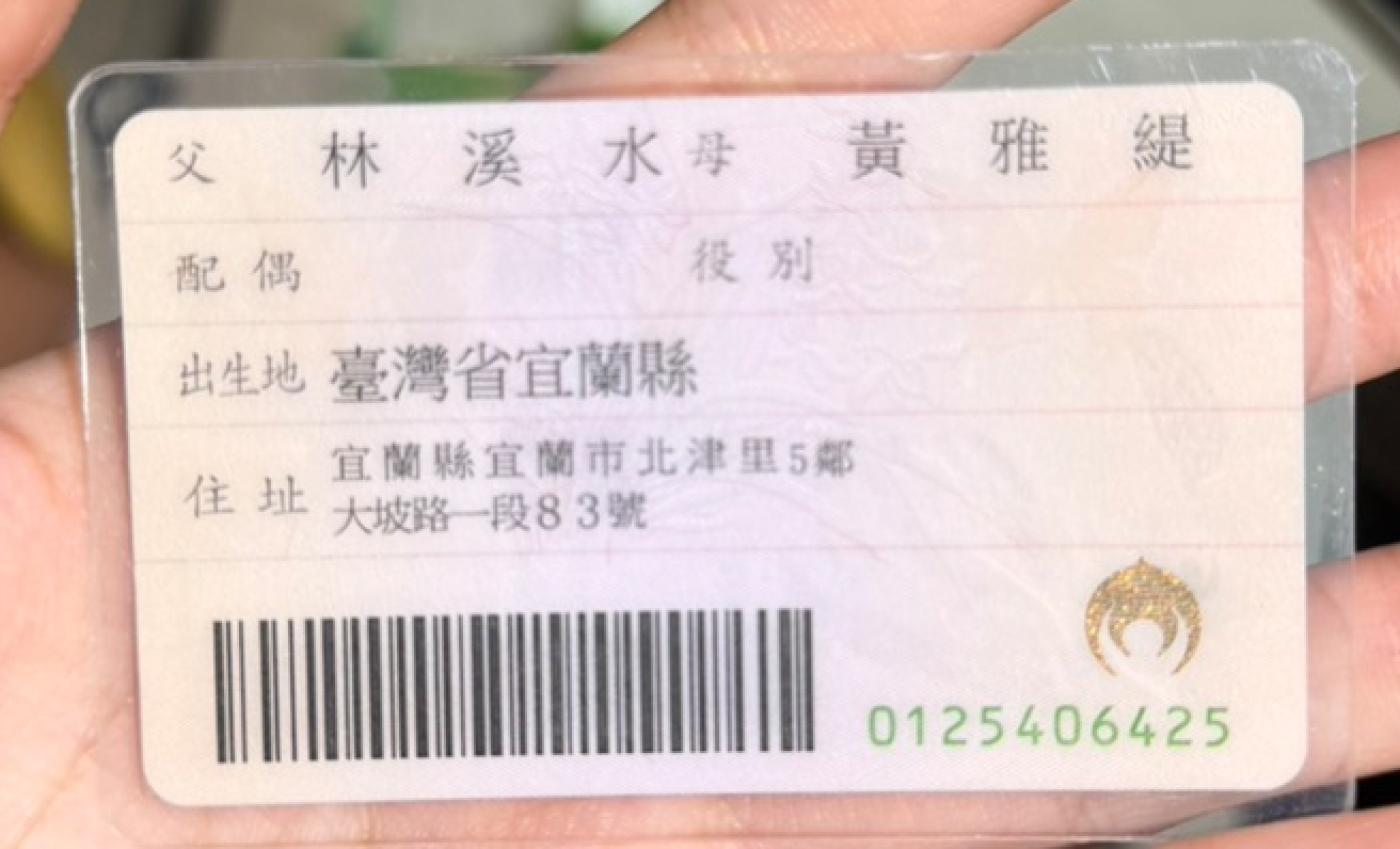 父 林溪水 母 黃雅緹
配偶 役別
出生地 臺灣省宜蘭縣
住址 宜蘭縣宜蘭市北津里5鄰
大坡路一段83號
0125406425